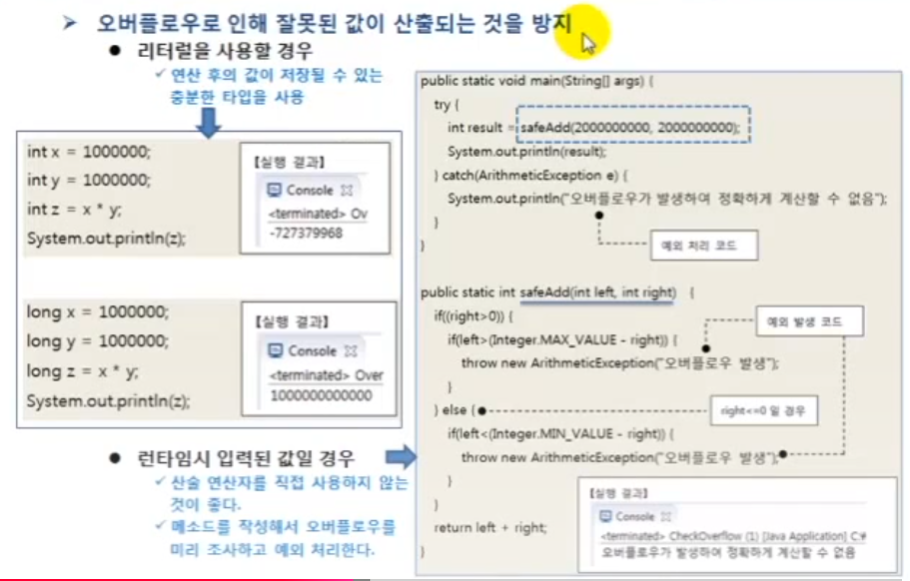 ➢ 오버플로우로 인해 잘못된 값이 산출되는 것을 방지
● 리터럴을 사용할 경우
✓ 연산 후의 값이 저장될 수 있는
충분한 타입을 사용
int x = 1000000;
int y = 1000000;
int z = x * y;
System.out.println(z);
[실행 결과]
Console
<terminated> Ov
-727379968
long x = 1000000;
long y = 1000000;
long z = x * y;
System.out.println(z);
[실행 결과]
Console
<terminated> Over
1000000000000
● 런타임시 입력된 값일 경우
✓ 산술 연산자를 직접 사용하지 않는
것이 좋다.
✓ 메소드를 작성해서 오버플로우를
미리 조사하고 예외 처리한다.
public static void main(String[] args) {
try {
int result = safeAdd(2000000000, 2000000000);
System.out.println(result);
} catch(ArithmeticException e) {
System.out.println("오버플로우가 발생하여 정확하게 계산할 수 없음");
}
예외 처리 코드
}
public static int safeAdd(int left, int right) {
if((right>0)) {
예외 발생 코드
if(left>(Integer.MAX_VALUE - right)) {
throw new ArithmeticException("오버플로우 발생");
}
} else {
right<=0 일 경우
if(left<(Integer.MIN_VALUE - right)) {
throw new ArithmeticException("오버플로우 발생");
}
}
return left + right;
}
[실행 결과]
Console
<terminated> CheckOverflow (1) [Java Application] C:₩
오버플로우가 발생하여 정확하게 계산할 수 없음